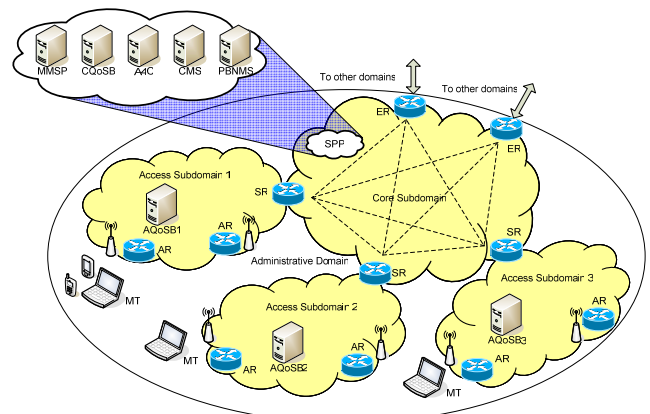 MMSP CQoSB A4C CMS PBNMS
To other domains
To other domains
ER
ER
SPP
Access Subdomain 1
SR
Core Subdomain
AQoSB1
AR
AR
SR
Administrative Domain
SR
Access Subdomain 3
MT
Access Subdomain 2
AR
AQoSB3
MT
AR
AQoSB2
AR
AR
MT